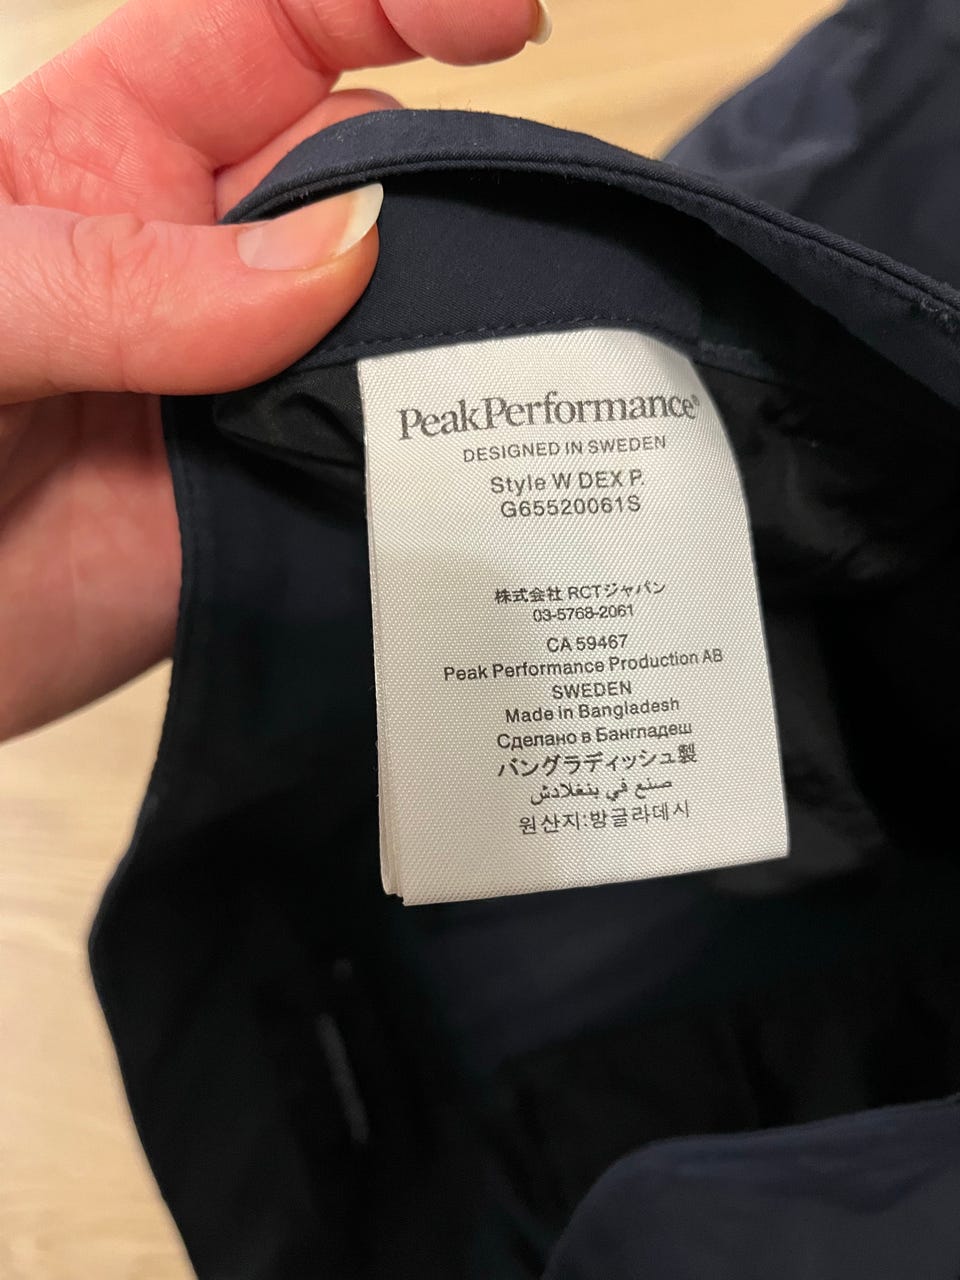 PeakPerformance®
DESIGNED IN SWEDEN
Style W DEX P.
G65520061S
株式会社 RCTジャパン
03-5768-2061
CA 59467
Peak Performance Production AB
SWEDEN
Made in Bangladesh
Сделано в Бангладеш
バングラディッシュ製
صنع في بنغلادش
원산지:방글라데시